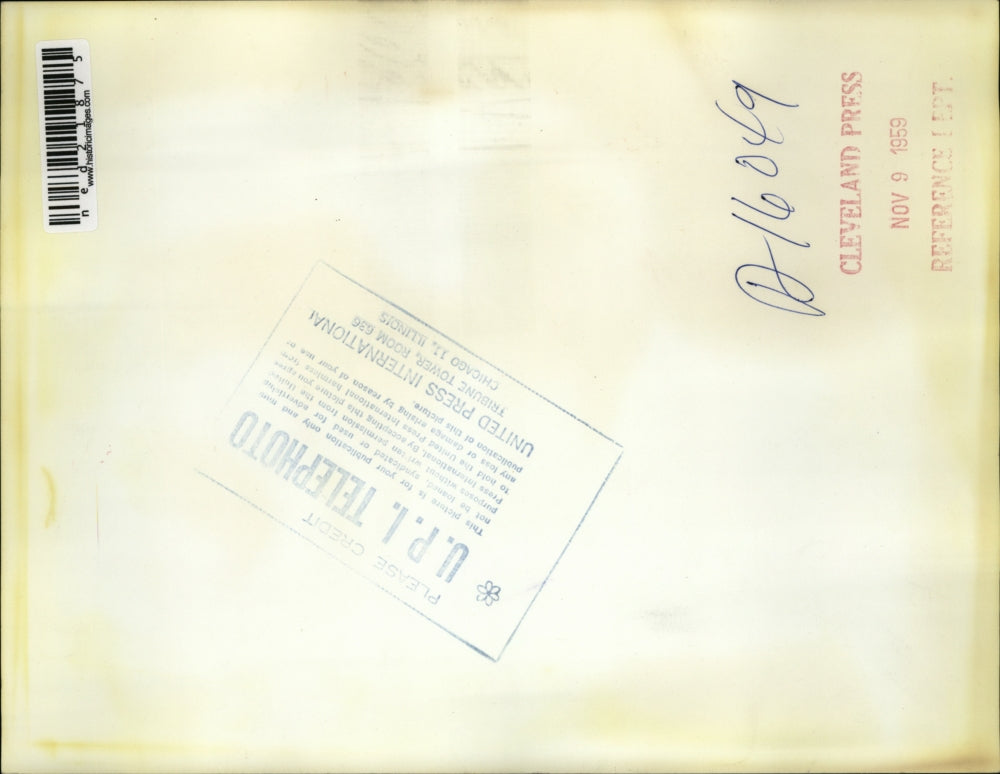 ned21875
www.historicimages.com
D-16049
CLEVELAND PRESS
NOV 9 1959
REFERENCE DEPT.
PLEASE CREDIT
U.P.I. TELEPHOTO
This picture is for your publication only and
not be loaned, syndicated or used for advertising
purposes without written permission from the United
Press International. By accepting this picture you agree
to hold the United Press International harmless from
any loss or damage arising by reason of your use or
publication of this picture.
UNITED PRESS INTERNATIONAL
TRIBUNE TOWER, ROOM 636
CHICAGO 11, ILLINOIS